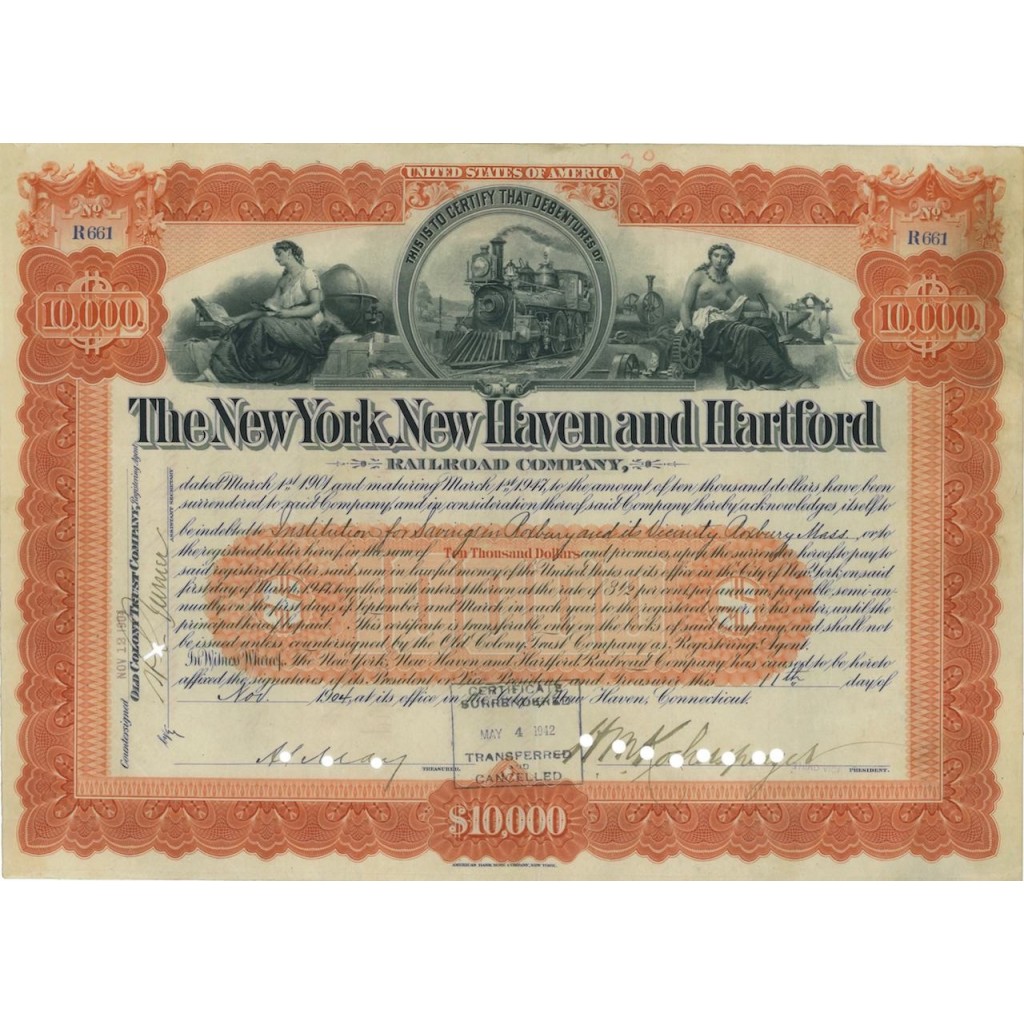 30
UNITED STATES OF AMERICA
No R661
No R661
THIS IS TO CERTIFY THAT DEBENTURES OF
10,000.
10,000.
The New York, New Haven and Hartford
RAILROAD COMPANY,
dated March 1st 1901 and maturing March 1st, 1947, to the amount of ten thousand dollars have been
surrendered to said Company, and in consideration thereof said Company hereby acknowledges itself to
be indebted to Institution for Savings in Roxbury and its Vicinity Roxbury Mass. or to
the registered holder hereof, in the sum of Ten Thousand Dollars and promises, upon the surrender hereof to pay to
said registered holder said sum in lawful money of the United States at its office in the City of New York, on said
first day of March 1947, together with interest thereon at the rate of 3½ per cent per annum, payable semi-an-
nually on the first days of September and March in each year to the registered owner or his order, until the
principal hereof is paid. This certificate is transferable only on the books of said Company, and shall not
be issued unless countersigned by the Old Colony Trust Company as Registering Agent.
In Witness Whereof, the New York, New Haven and Hartford Railroad Company has caused to be hereto
affixed the signatures of its President or Vice President and Treasurer this 11th day of
Nov. 1904, at its office in New Haven, Connecticut.
CERTIFICATE
SURRENDERED
MAY 4 1942
TRANSFERRED
AND
CANCELLED
TREASURER.
PRESIDENT.
$10,000
AMERICAN BANK NOTE COMPANY, NEW YORK.
Countersigned
OLD COLONY TRUST COMPANY, Registering Agent
ASSISTANT SECRETARY